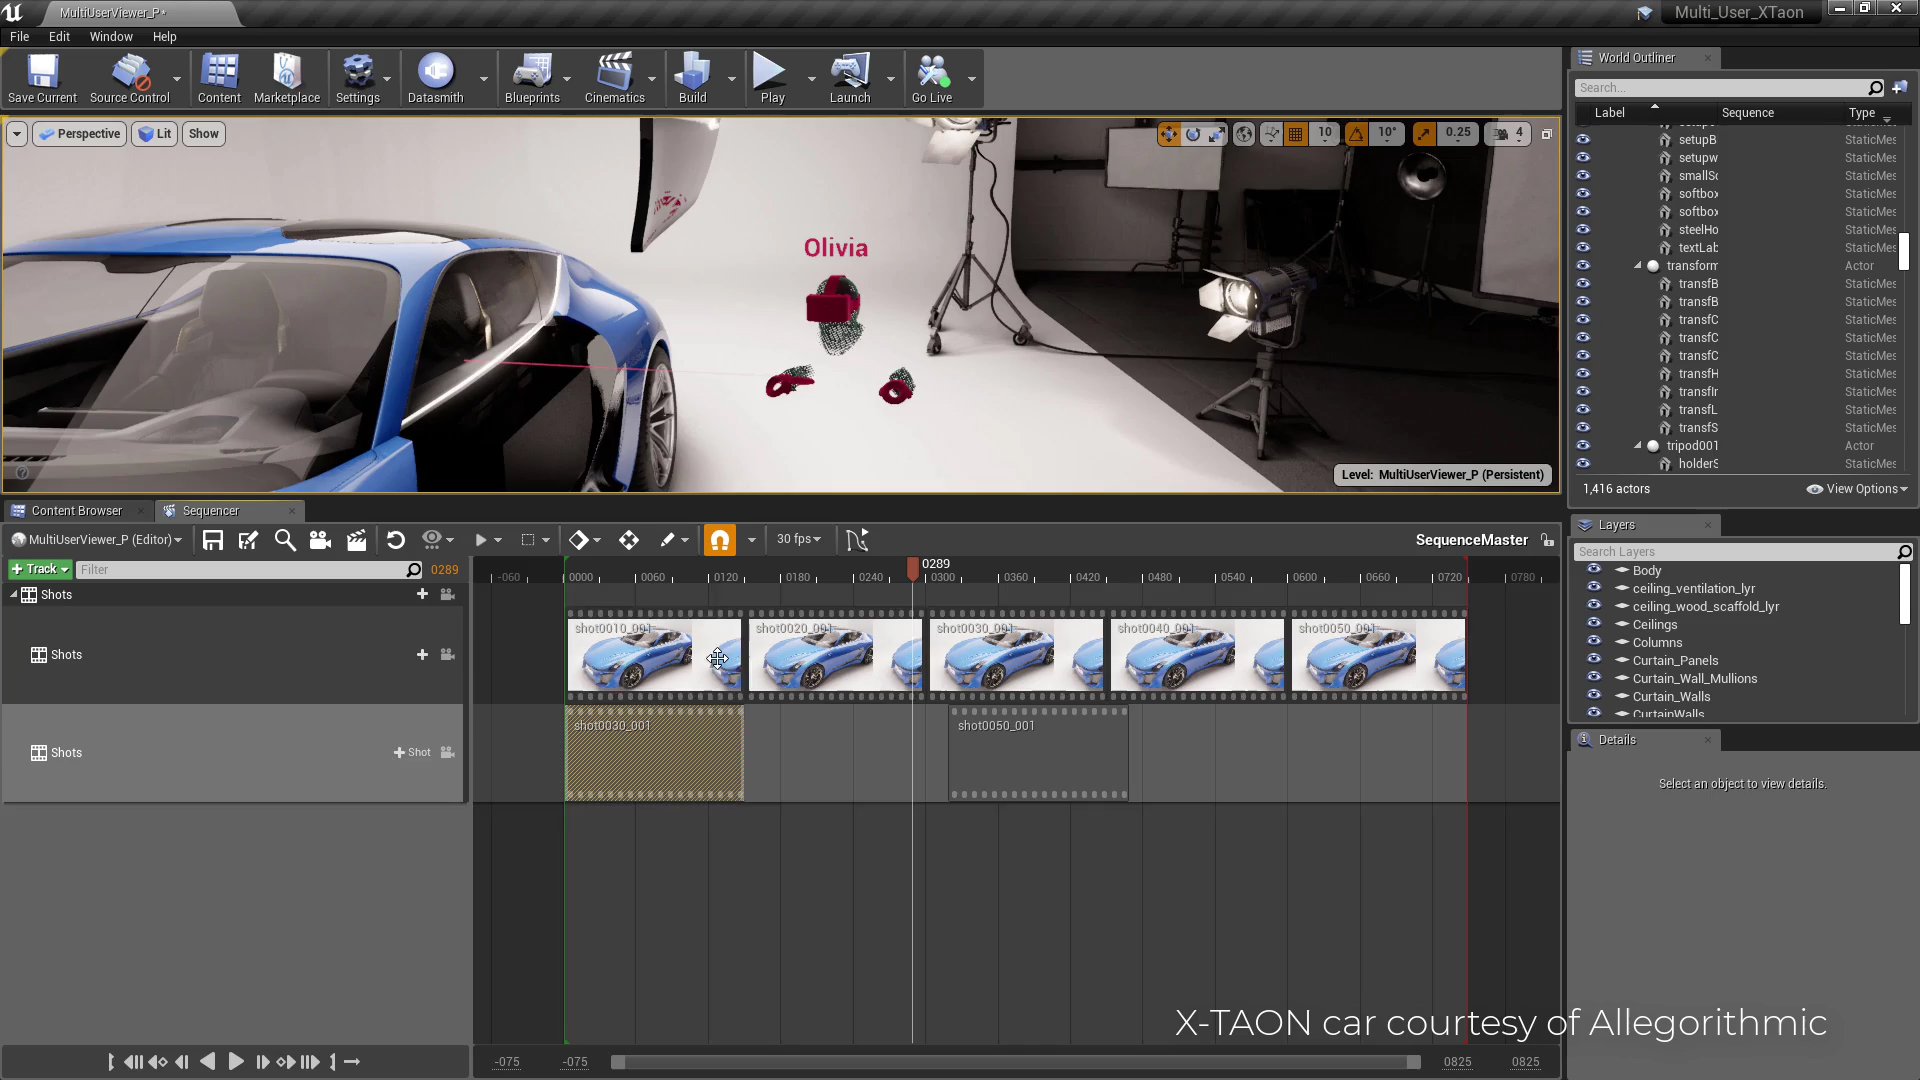 MultiUserViewer_P*
Multi_User_XTaon
File Edit Window Help
Save Current
Source Control
Content
Marketplace
Settings
Datasmith
Blueprints
Cinematics
Build
Play
Launch
Go Live
Perspective
Lit
Show
10
10°
0.25
4
Olivia
Level: MultiUserViewer_P (Persistent)
World Outliner
Search...
Label Sequence Type
setupB StaticMes
setupw StaticMes
smallSc StaticMes
softbox StaticMes
softbox StaticMes
steelHo StaticMes
textLab StaticMes
transform Actor
transfB StaticMes
transfB StaticMes
transfC StaticMes
transfC StaticMes
transfC StaticMes
transfH StaticMes
transfIr StaticMes
transfL StaticMes
transfS StaticMes
tripod001 Actor
holderS StaticMes
1,416 actors
View Options
Layers
Search Layers
Body
ceiling_ventilation_lyr
ceiling_wood_scaffold_lyr
Ceilings
Columns
Curtain_Panels
Curtain_Wall_Mullions
Curtain_Walls
CurtainWalls
Details
Select an object to view details.
Content Browser
Sequencer
MultiUserViewer_P (Editor)
30 fps
SequenceMaster
+ Track
Filter
0289
0289
-060 0000 0060 0120 0180 0240 0300 0360 0420 0480 0540 0600 0660 0720 0780
Shots
Shots
shot0010_001
shot0020_001
shot0030_001
shot0040_001
shot0050_001
Shots
+ Shot
shot0030_001
shot0050_001
X-TAON car courtesy of Allegorithmic
-075 -075 0825 0825